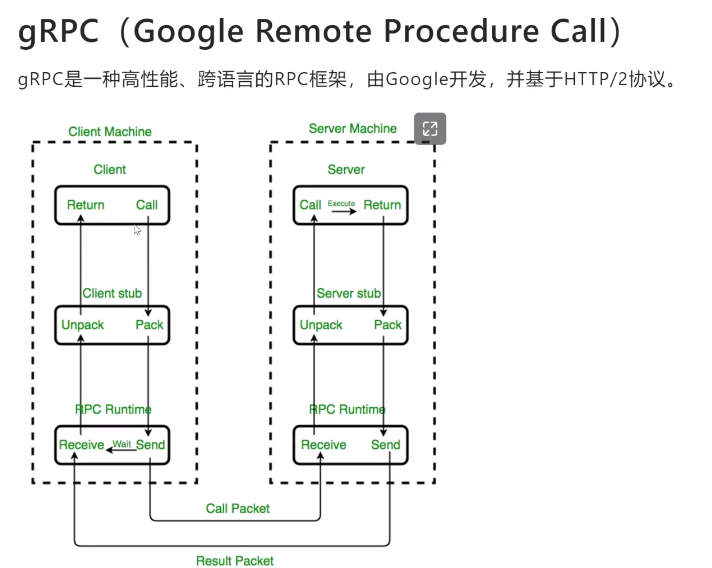 gRPC（Google Remote Procedure Call）
gRPC是一种高性能、跨语言的RPC框架，由Google开发，并基于HTTP/2协议。
Client Machine
Server Machine
Client
Server
Return Call
Call Execute Return
Client stub
Server stub
Unpack Pack
Unpack Pack
RPC Runtime
RPC Runtime
Receive Wait Send
Receive Send
Call Packet
Result Packet